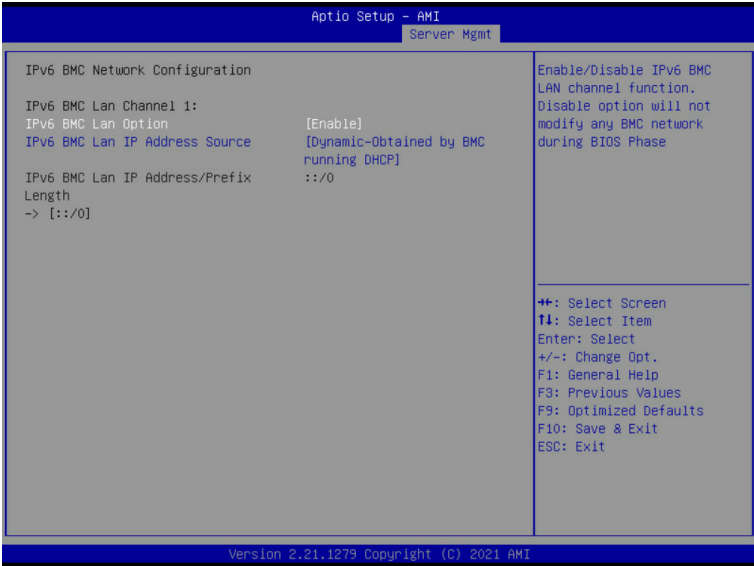 Aptio Setup – AMI
Server Mgmt
IPv6 BMC Network Configuration
IPv6 BMC Lan Channel 1:
IPv6 BMC Lan Option [Enable]
IPv6 BMC Lan IP Address Source [Dynamic-Obtained by BMC
running DHCP]
IPv6 BMC Lan IP Address/Prefix ::/0
Length
-> [::/0]
Enable/Disable IPv6 BMC
LAN channel function.
Disable option will not
modify any BMC network
during BIOS Phase
→←: Select Screen
↑↓: Select Item
Enter: Select
+/-: Change Opt.
F1: General Help
F3: Previous Values
F9: Optimized Defaults
F10: Save & Exit
ESC: Exit
Version 2.21.1279 Copyright (C) 2021 AMI